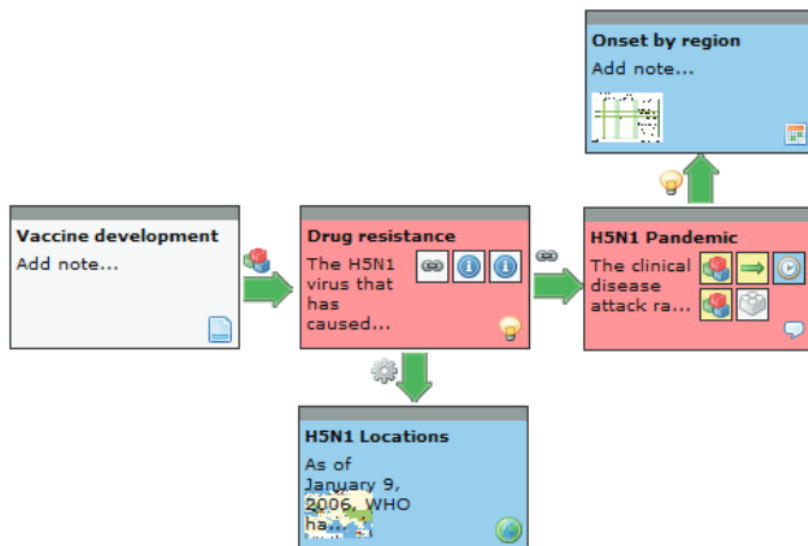 Onset by region
Add note...
Vaccine development
Add note...
Drug resistance
The H5N1
virus that
has
caused...
H5N1 Pandemic
The clinical
disease
attack ra...
H5N1 Locations
As of
January 9,
2006, WHO
ha...